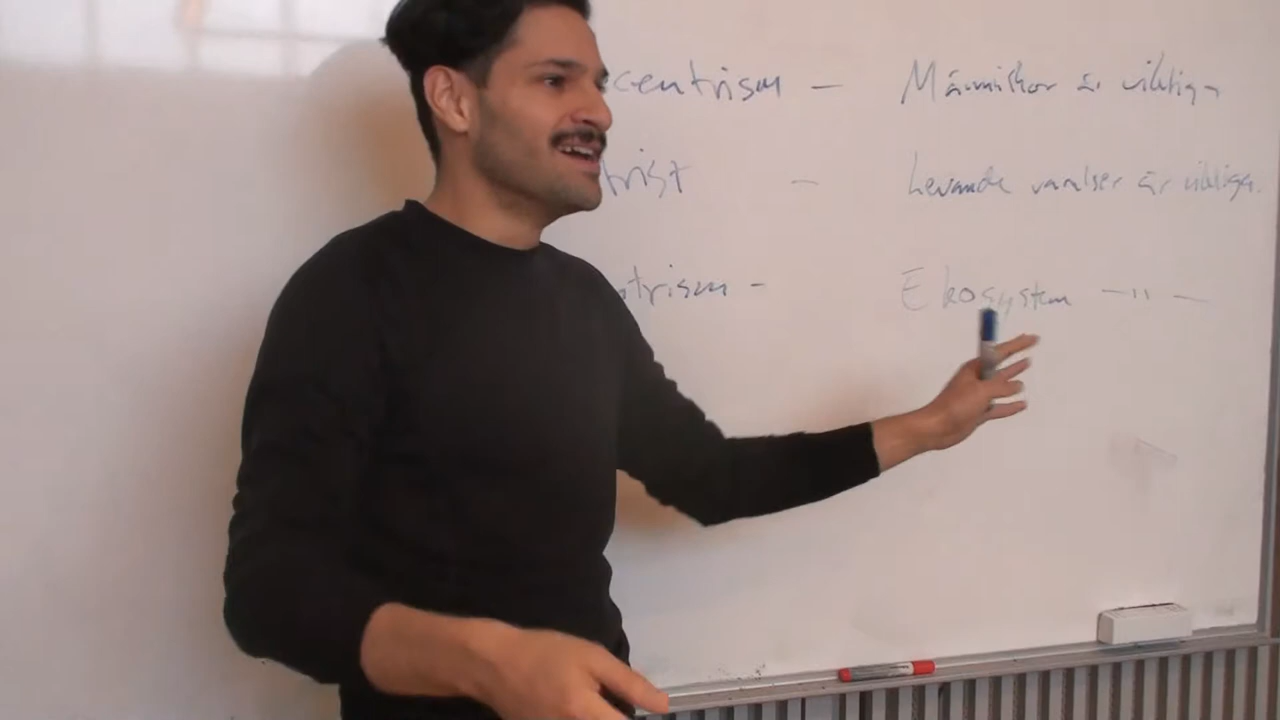 centrism - Människor är viktiga
trist - Levande varelser är viktiga.
trism - Ekosystem -"-